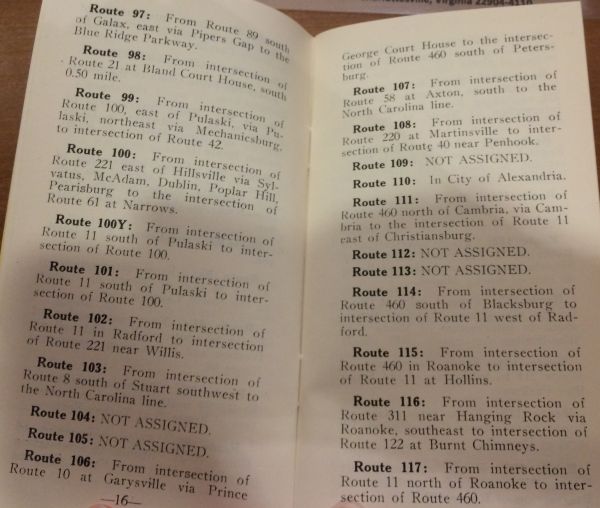 Virginia 22904-4110
Route 97: From Route 89 south
of Galax, east via Pipers Gap to the
Blue Ridge Parkway.
Route 98: From intersection of
Route 21 at Bland Court House, south
0.50 mile.
Route 99: From intersection of
Route 100, east of Pulaski, via Pu-
laski, northeast via Mechanicsburg,
to intersection of Route 42.
Route 100: From intersection of
Route 221 east of Hillsville via Syl-
vatus, McAdam, Dublin, Poplar Hill,
Pearisburg to the intersection of
Route 61 at Narrows.
Route 100Y: From intersection of
Route 11 south of Pulaski to inter-
section of Route 100.
Route 101: From intersection of
Route 11 south of Pulaski to inter-
section of Route 100.
Route 102: From intersection of
Route 11 in Radford to intersection
of Route 221 near Willis.
Route 103: From intersection of
Route 8 south of Stuart southwest to
the North Carolina line.
Route 104: NOT ASSIGNED.
Route 105: NOT ASSIGNED.
Route 106: From intersection of
Route 10 at Garysville via Prince
—16—
George Court House to the intersec-
tion of Route 460 south of Peters-
burg.
Route 107: From intersection of
Route 58 at Axton, south to the
North Carolina line.
Route 108: From intersection of
Route 220 at Martinsville to inter-
section of Route 40 near Penhook.
Route 109: NOT ASSIGNED.
Route 110: In City of Alexandria.
Route 111: From intersection of
Route 460 north of Cambria, via Cam-
bria to the intersection of Route 11
east of Christiansburg.
Route 112: NOT ASSIGNED.
Route 113: NOT ASSIGNED.
Route 114: From intersection of
Route 460 south of Blacksburg to
intersection of Route 11 west of Rad-
ford.
Route 115: From intersection of
Route 460 in Roanoke to intersection
of Route 11 at Hollins.
Route 116: From intersection of
Route 311 near Hanging Rock via
Roanoke, southeast to intersection of
Route 122 at Burnt Chimneys.
Route 117: From intersection of
Route 11 north of Roanoke to inter-
section of Route 460.